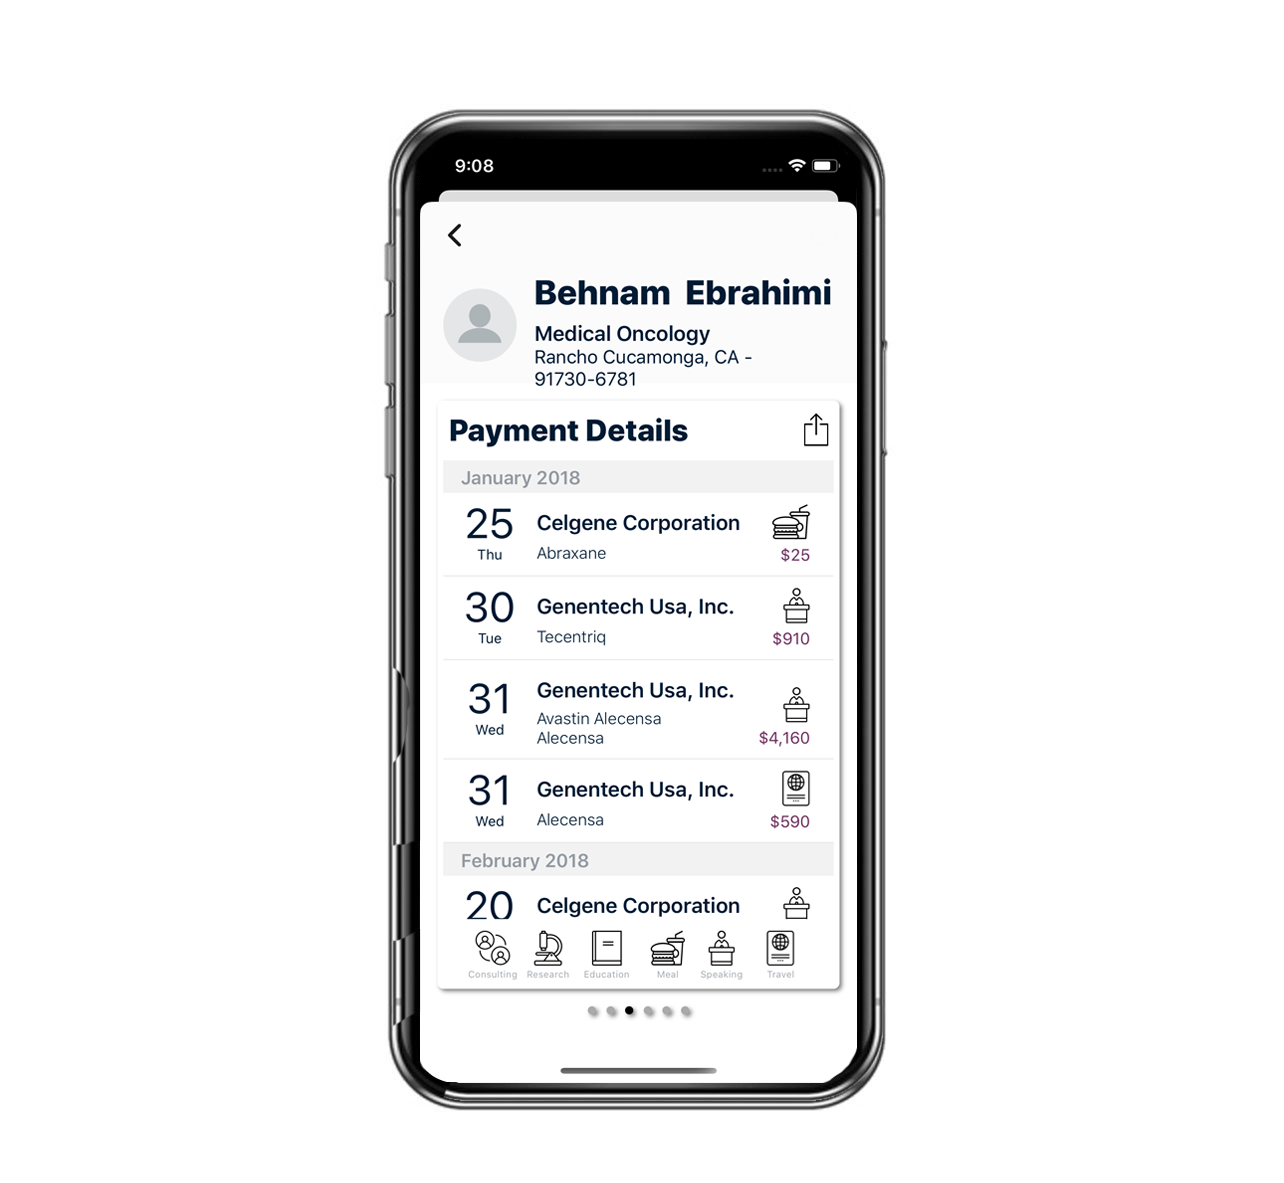 9:08
Behnam Ebrahimi
Medical Oncology
Rancho Cucamonga, CA -
91730-6781
Payment Details
January 2018
25 Celgene Corporation
Thu Abraxane $25
30 Genentech Usa, Inc.
Tue Tecentriq $910
31 Genentech Usa, Inc.
Wed Avastin Alecensa
Alecensa $4,160
31 Genentech Usa, Inc.
Wed Alecensa $590
February 2018
20 Celgene Corporation
Consulting Research Education Meal Speaking Travel